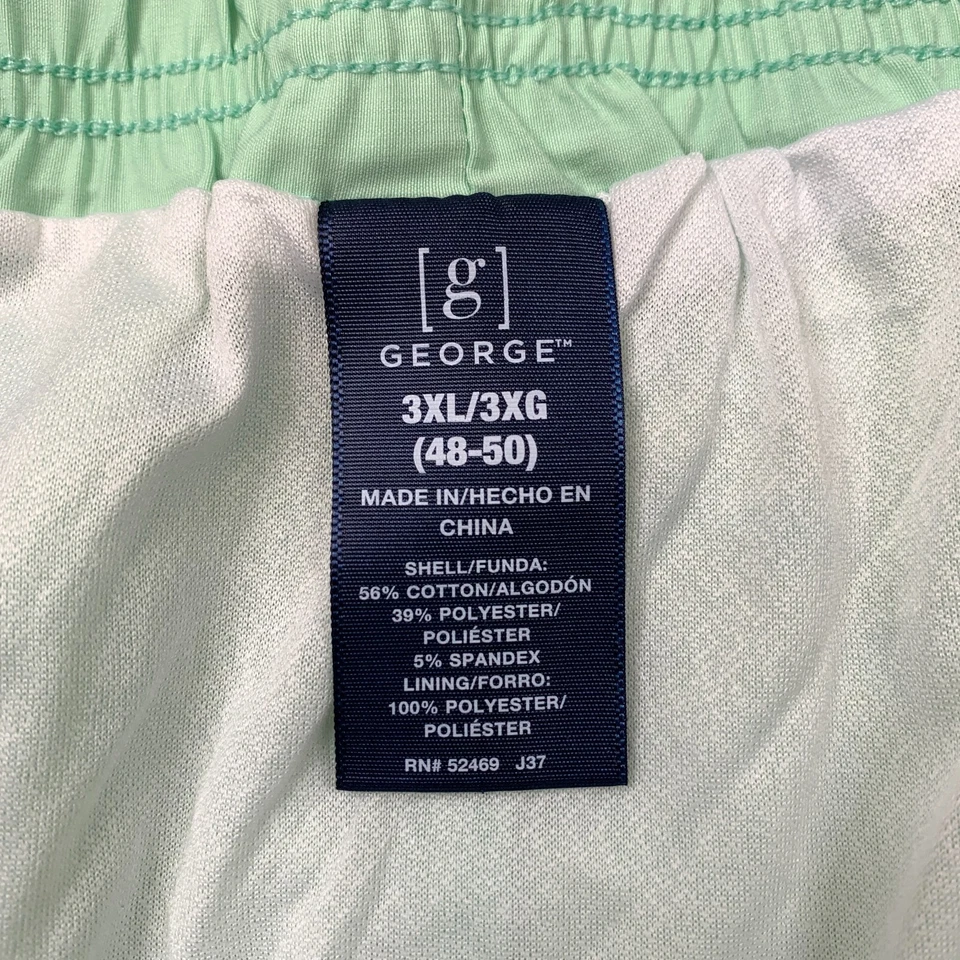 [g]
GEORGE™
3XL/3XG
(48-50)
MADE IN/HECHO EN
CHINA
SHELL/FUNDA:
56% COTTON/ALGODÓN
39% POLYESTER/
POLIÉSTER
5% SPANDEX
LINING/FORRO:
100% POLYESTER/
POLIÉSTER
RN# 52469 J37